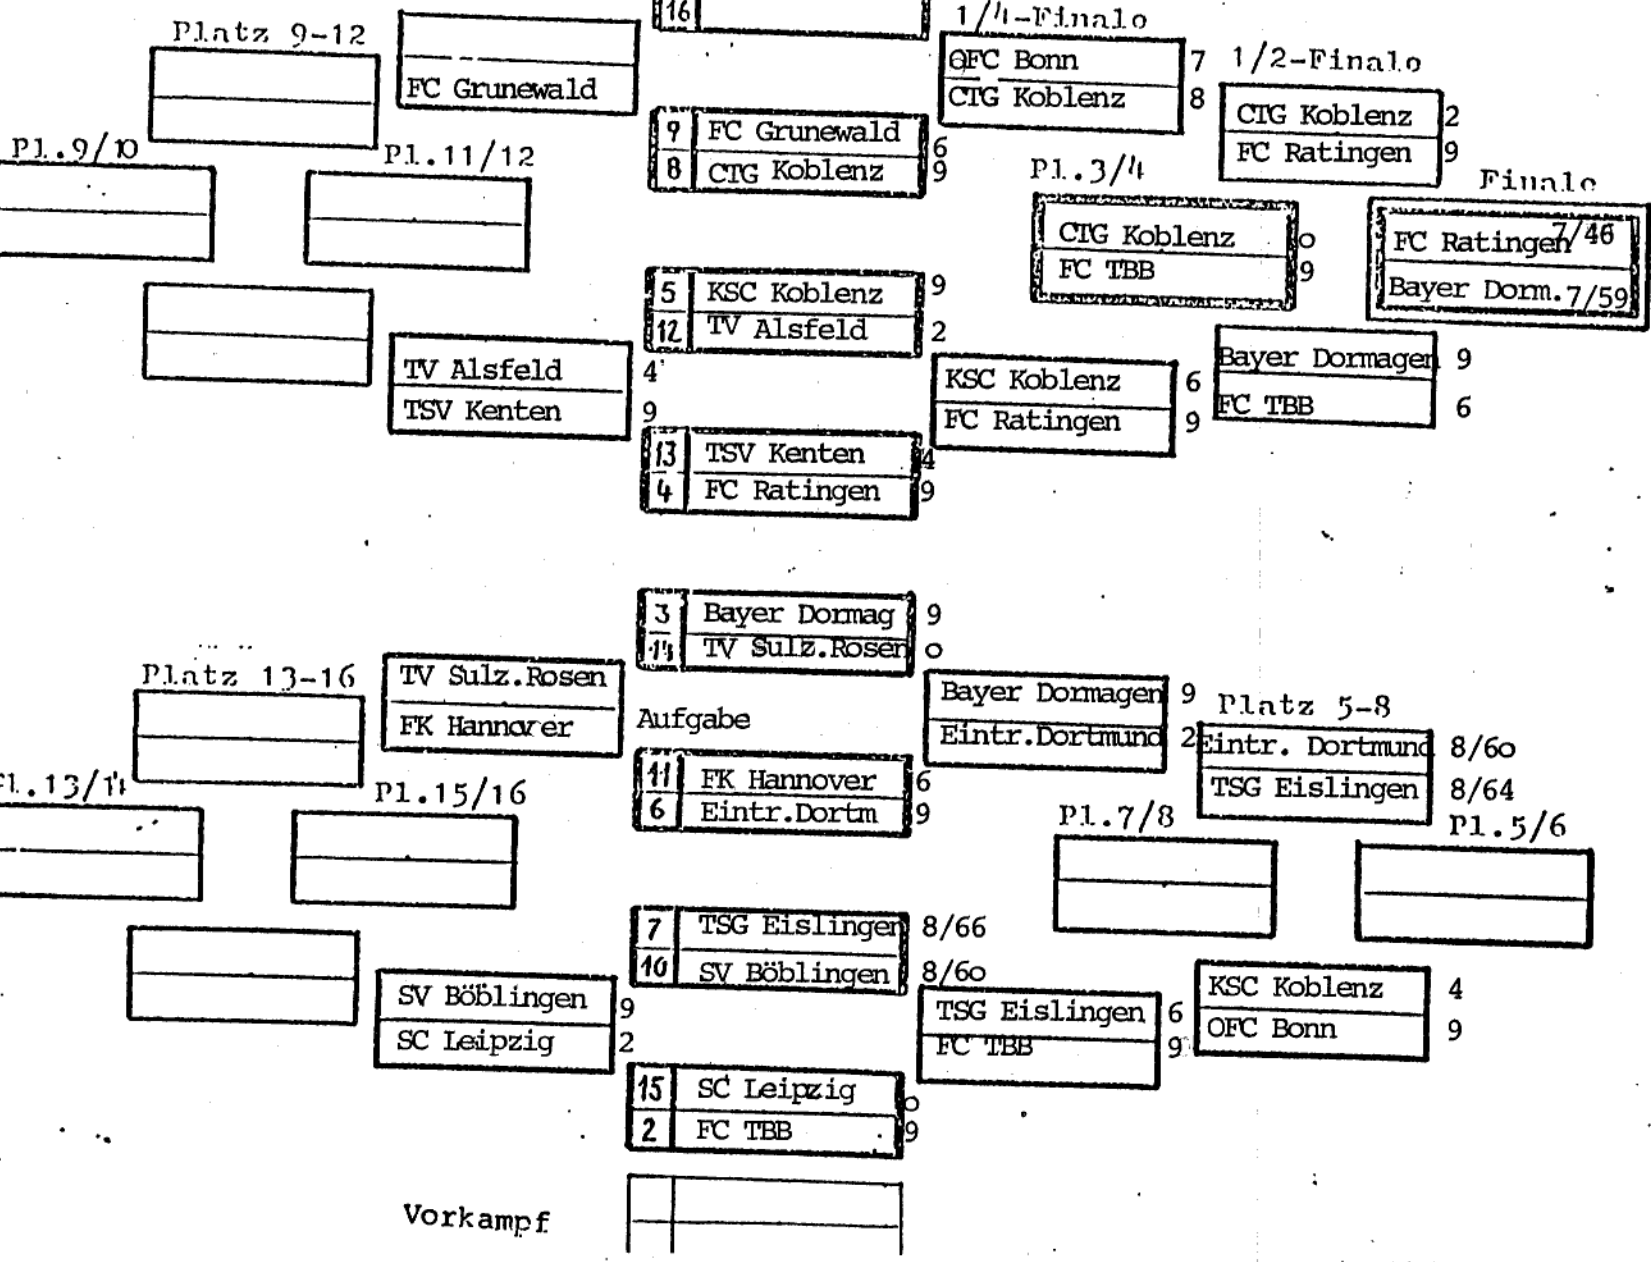 16
1/4-Finale
Platz 9-12
OFC Bonn 7
1/2-Finale
FC Grunewald
CTG Koblenz 8
CTG Koblenz 2
9 FC Grunewald 6
FC Ratingen 9
Pl.9/10
Pl.11/12
8 CTG Koblenz 9
Pl.3/4
Finale
CTG Koblenz 0
FC Ratingen 7/46
FC TBB 9
Bayer Dorm. 7/59
5 KSC Koblenz 9
12 TV Alsfeld 2
Bayer Dormagen 9
TV Alsfeld 4
KSC Koblenz 6
FC TBB 6
TSV Kenten 9
FC Ratingen 9
13 TSV Kenten 4
4 FC Ratingen 9
3 Bayer Dormag 9
14 TV Sulz.Rosen 0
Platz 13-16
TV Sulz.Rosen
Bayer Dormagen 9
Platz 5-8
FK Hannover
Aufgabe
Eintr.Dortmund 2
Eintr. Dortmund 8/60
11 FK Hannover 6
TSG Eislingen 8/64
Pl.13/14
Pl.15/16
6 Eintr.Dortm 9
Pl.7/8
Pl.5/6
7 TSG Eislingen 8/66
10 SV Böblingen 8/60
SV Böblingen 9
TSG Eislingen 6
KSC Koblenz 4
SC Leipzig 2
FC TBB 9
OFC Bonn 9
15 SC Leipzig 0
2 FC TBB 9
Vorkampf